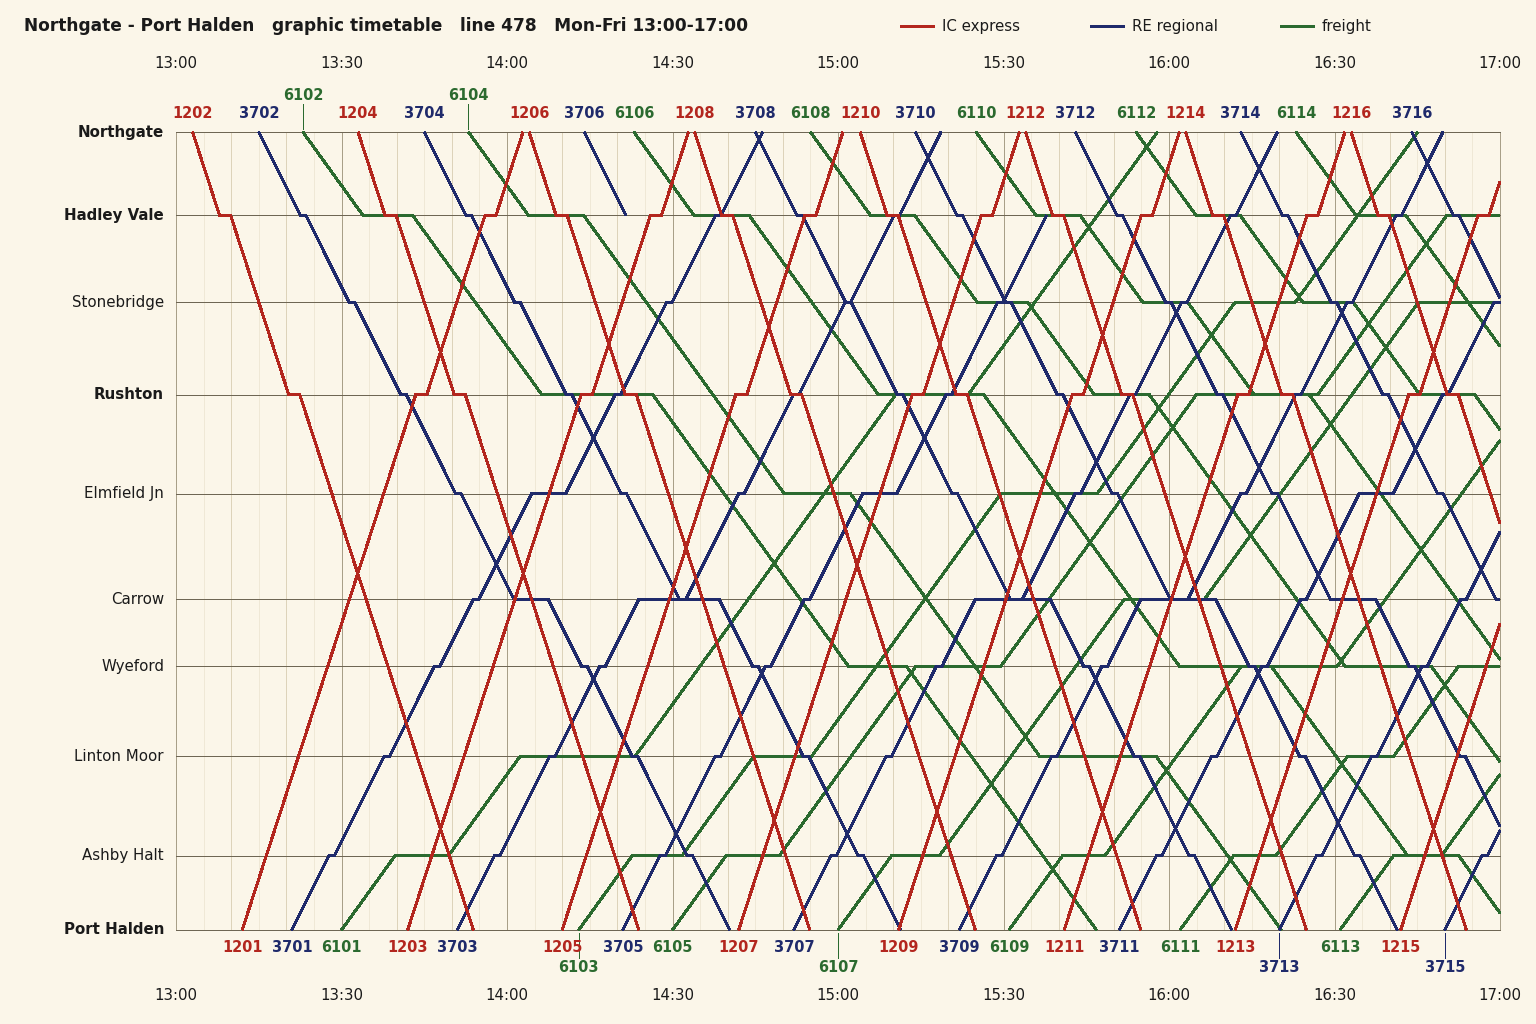 Northgate - Port Halden   graphic timetable   line 478   Mon-Fri 13:00-17:00
IC express
RE regional
freight
13:00 13:30 14:00 14:30 15:00 15:30 16:00 16:30 17:00
6102 6104
1202 3702 1204 3704 1206 3706 6106 1208 3708 6108 1210 3710 6110 1212 3712 6112 1214 3714 6114 1216 3716
Northgate
Hadley Vale
Stonebridge
Rushton
Elmfield Jn
Carrow
Wyeford
Linton Moor
Ashby Halt
Port Halden
1201 3701 6101 1203 3703 1205 3705 6105 1207 3707 1209 3709 6109 1211 3711 6111 1213 6113 1215
6103 6107 3713 3715
13:00 13:30 14:00 14:30 15:00 15:30 16:00 16:30 17:00